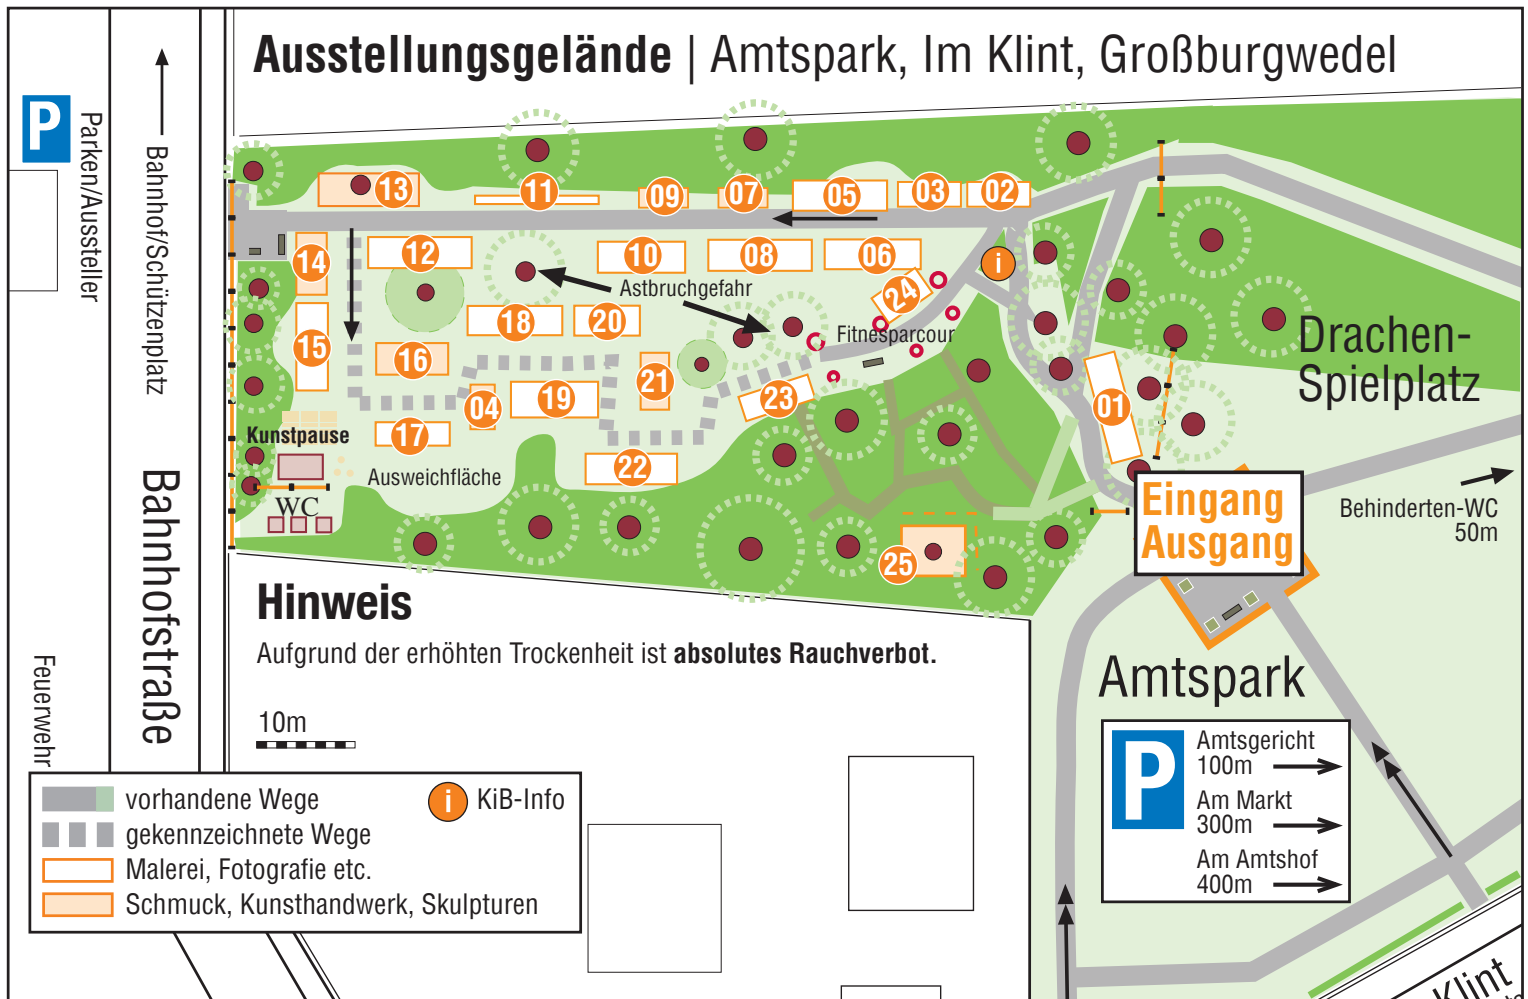 Ausstellungsgelände | Amtspark, Im Klint, Großburgwedel
P
Parken/Aussteller
Bahnhof/Schützenplatz
Bahnhofstraße
Feuerwehr
13
11
09
07
05
03
02
14
12
10
08
06
i
24
Astbruchgefahr
Fitnesparcour
15
18
20
16
21
04
19
23
01
17
22
25
Kunstpause
WC
Ausweichfläche
Drachen-
Spielplatz
Eingang
Ausgang
Behinderten-WC
50m
Hinweis
Aufgrund der erhöhten Trockenheit ist absolutes Rauchverbot.
10m
Amtspark
P
Amtsgericht
100m
Am Markt
300m
Am Amtshof
400m
vorhandene Wege
i KiB-Info
gekennzeichnete Wege
Malerei, Fotografie etc.
Schmuck, Kunsthandwerk, Skulpturen
Klint